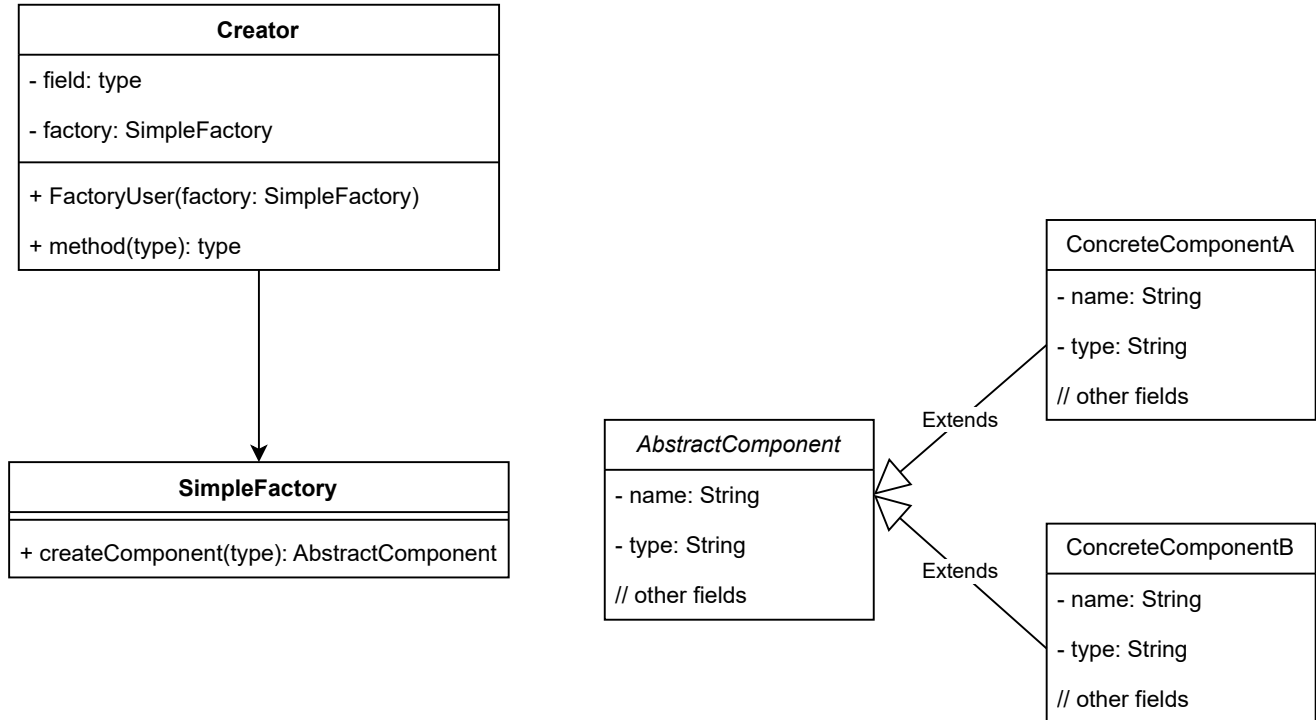 Creator
- field: type
- factory: SimpleFactory
+ FactoryUser(factory: SimpleFactory)
+ method(type): type
SimpleFactory
+ createComponent(type): AbstractComponent
AbstractComponent
- name: String
- type: String
// other fields
Extends
Extends
ConcreteComponentA
- name: String
- type: String
// other fields
ConcreteComponentB
- name: String
- type: String
// other fields